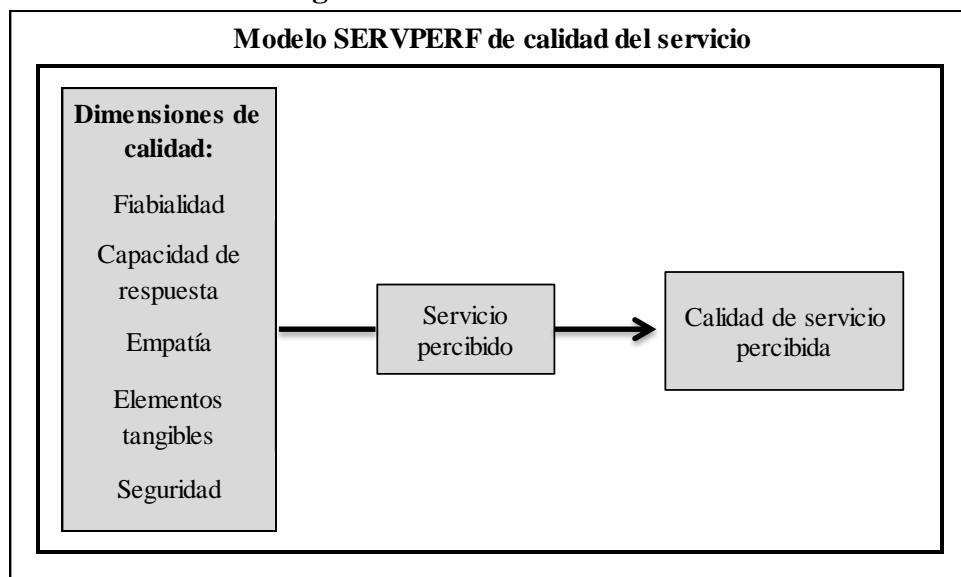 Modelo SERVPERF de calidad del servicio
Dimensiones de
calidad:
Fiabialidad
Capacidad de
respuesta
Empatía
Elementos
tangibles
Seguridad
Servicio
percibido
Calidad de servicio
percibida